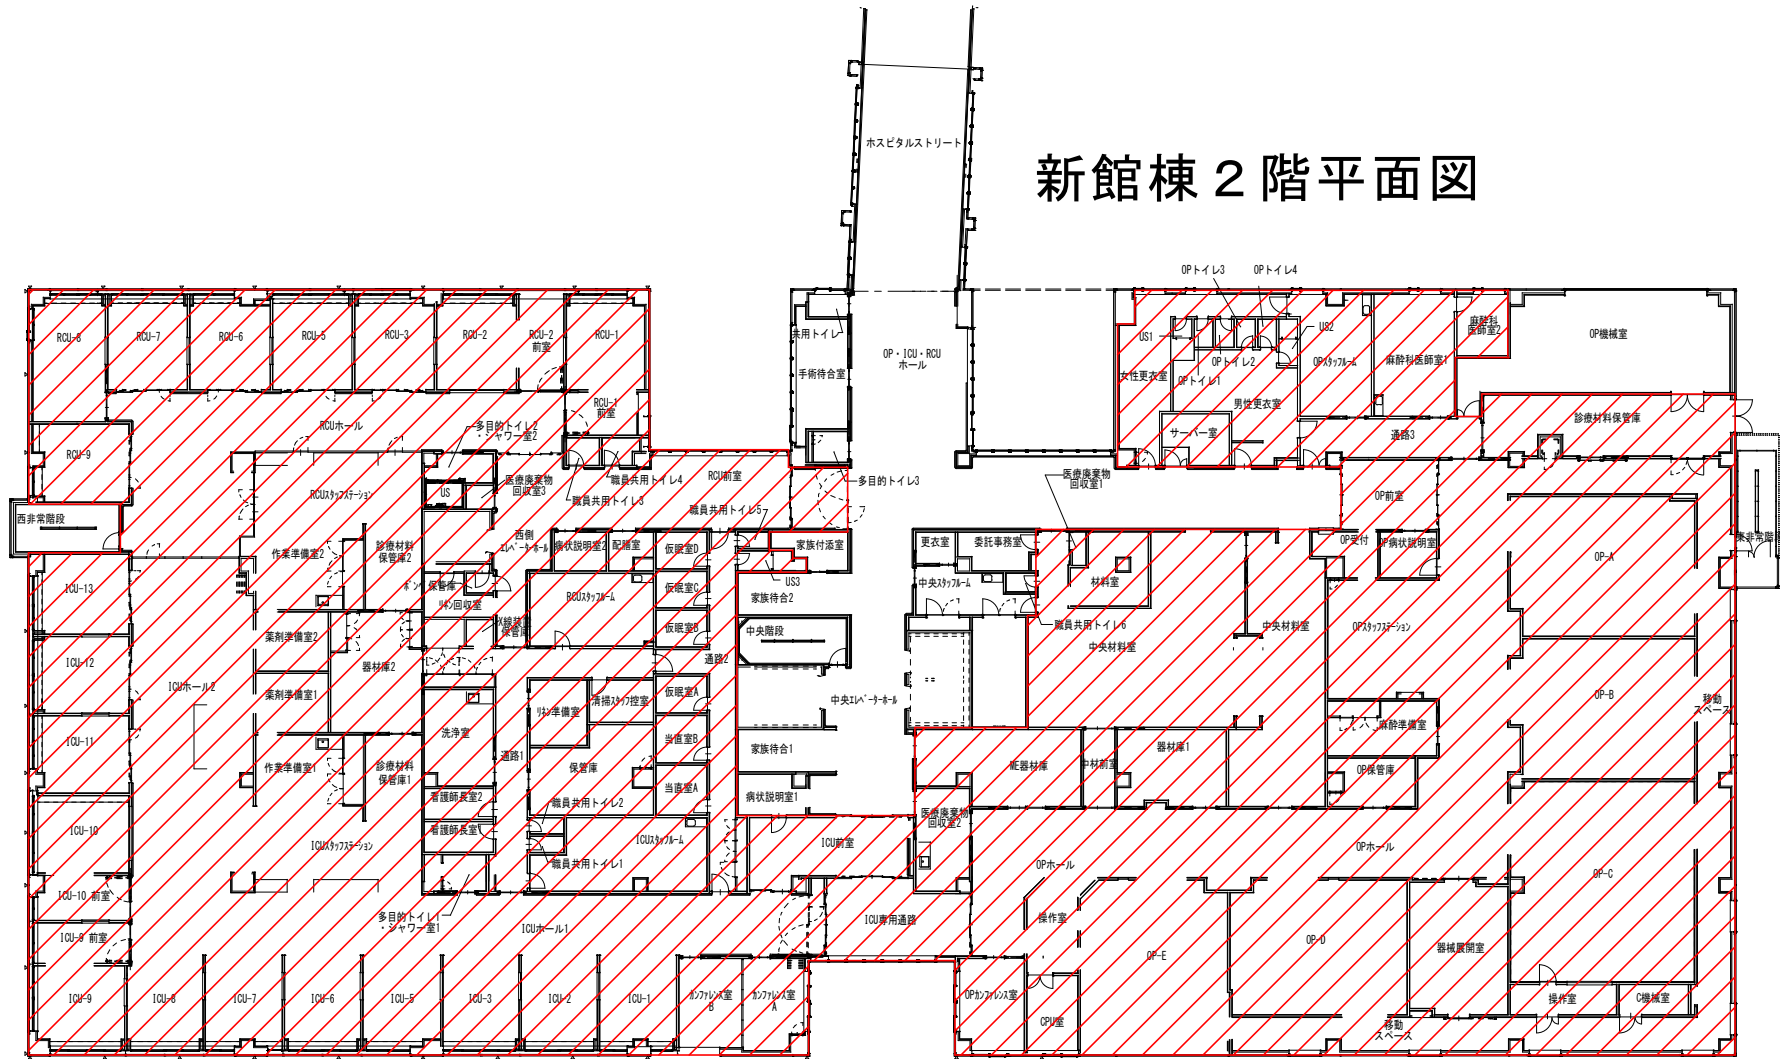 ホスピタルストリート
新館棟２階平面図
OPトイレ3
OPトイレ4
RCU-8
RCU-7
RCU-6
RCU-5
RCU-3
RCU-2
RCU-2
前室
RCU-1
共用トイレ
OP・ICU・RCU
ホール
手術待合室
US1
US2
OPトイレ2
OPトイレ1
女性更衣室
男性更衣室
OPスタッフルーム
麻酔科医師室1
麻酔科
医師室2
OP機械室
RCU-1
前室
RCUホール
多目的トイレ2
・シャワー室2
サーバー室
通路3
診療材料保管庫
RCU-9
RCUスタッフステーション
US
医療廃棄物
回収室3
職員共用トイレ3
職員共用トイレ4
RCU前室
多目的トイレ3
医療廃棄物
回収室1
OP前室
西非常階段
東非常階段
職員共用トイレ5
作業準備室2
診療材料
保管庫2
西側
エレベーターホール
病状説明室2
配膳室
仮眠室D
家族付添室
更衣室
委託事務室
OP受付
OP病状説明室
OP-A
ICU-13
ボンベ保管庫
リネン回収室
X線装置
保管庫
RCUスタッフルーム
仮眠室C
US3
家族待合2
中央スタッフルーム
材料室
仮眠室B
中央階段
職員共用トイレ6
中央材料室
中央材料室
OPスタッフステーション
薬剤準備室2
ICU-12
器材庫2
通路2
ICUホール2
薬剤準備室1
リネン準備室
清掃スタッフ控室
仮眠室A
中央エレベーターホール
OP-B
移動
スペース
ICU-11
洗浄室
通路1
当直室B
麻酔準備室
作業準備室1
診療材料
保管庫1
保管庫
家族待合1
ME器材庫
中材前室
器材庫1
OP保管庫
看護師長室2
職員共用トイレ2
当直室A
病状説明室1
医療廃棄物
回収室2
ICU-10
看護師長室1
ICUスタッフステーション
職員共用トイレ1
ICUスタッフルーム
ICU前室
OPホール
OPホール
OP-C
ICU-10 前室
多目的トイレ1
・シャワー室1
ICUホール1
ICU専用通路
操作室
ICU-9 前室
OP-E
OP-D
器械展開室
ICU-9
ICU-8
ICU-7
ICU-6
ICU-5
ICU-3
ICU-2
ICU-1
カンファレンス室
B
カンファレンス室
A
OPカンファレンス室
CPU室
操作室
C機械室
移動
スペース